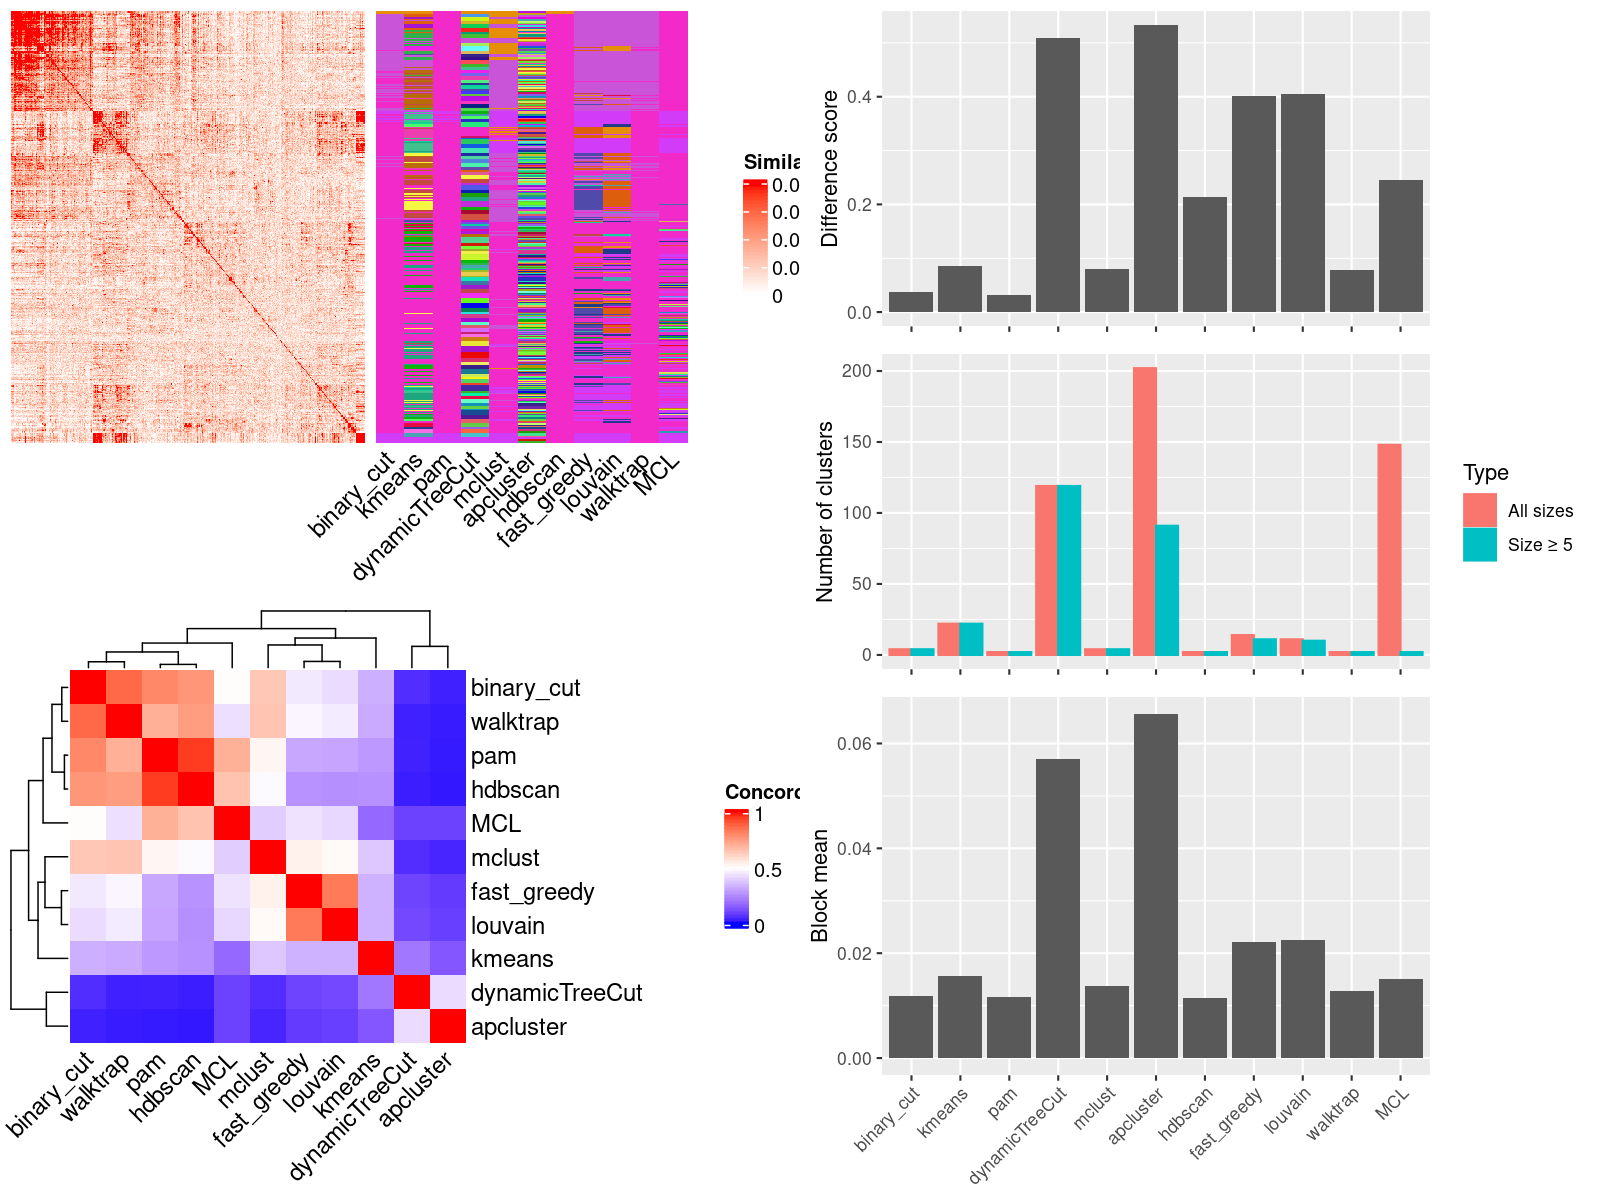 Simila
0.0
0.0
0.0
0.0
0
binary_cut
kmeans
pam
dynamicTreeCut
mclust
apcluster
hdbscan
fast_greedy
louvain
walktrap
MCL
binary_cut
walktrap
pam
hdbscan
MCL
mclust
fast_greedy
louvain
kmeans
dynamicTreeCut
apcluster
binary_cut
walktrap
pam
hdbscan
MCL
mclust
fast_greedy
louvain
kmeans
dynamicTreeCut
apcluster
Concord
1
0.5
0
Difference score
0.4
0.2
0.0
Number of clusters
200
150
100
50
0
Type
All sizes
Size ≥ 5
Block mean
0.06
0.04
0.02
0.00
binary_cut
kmeans
pam
dynamicTreeCut
mclust
apcluster
hdbscan
fast_greedy
louvain
walktrap
MCL